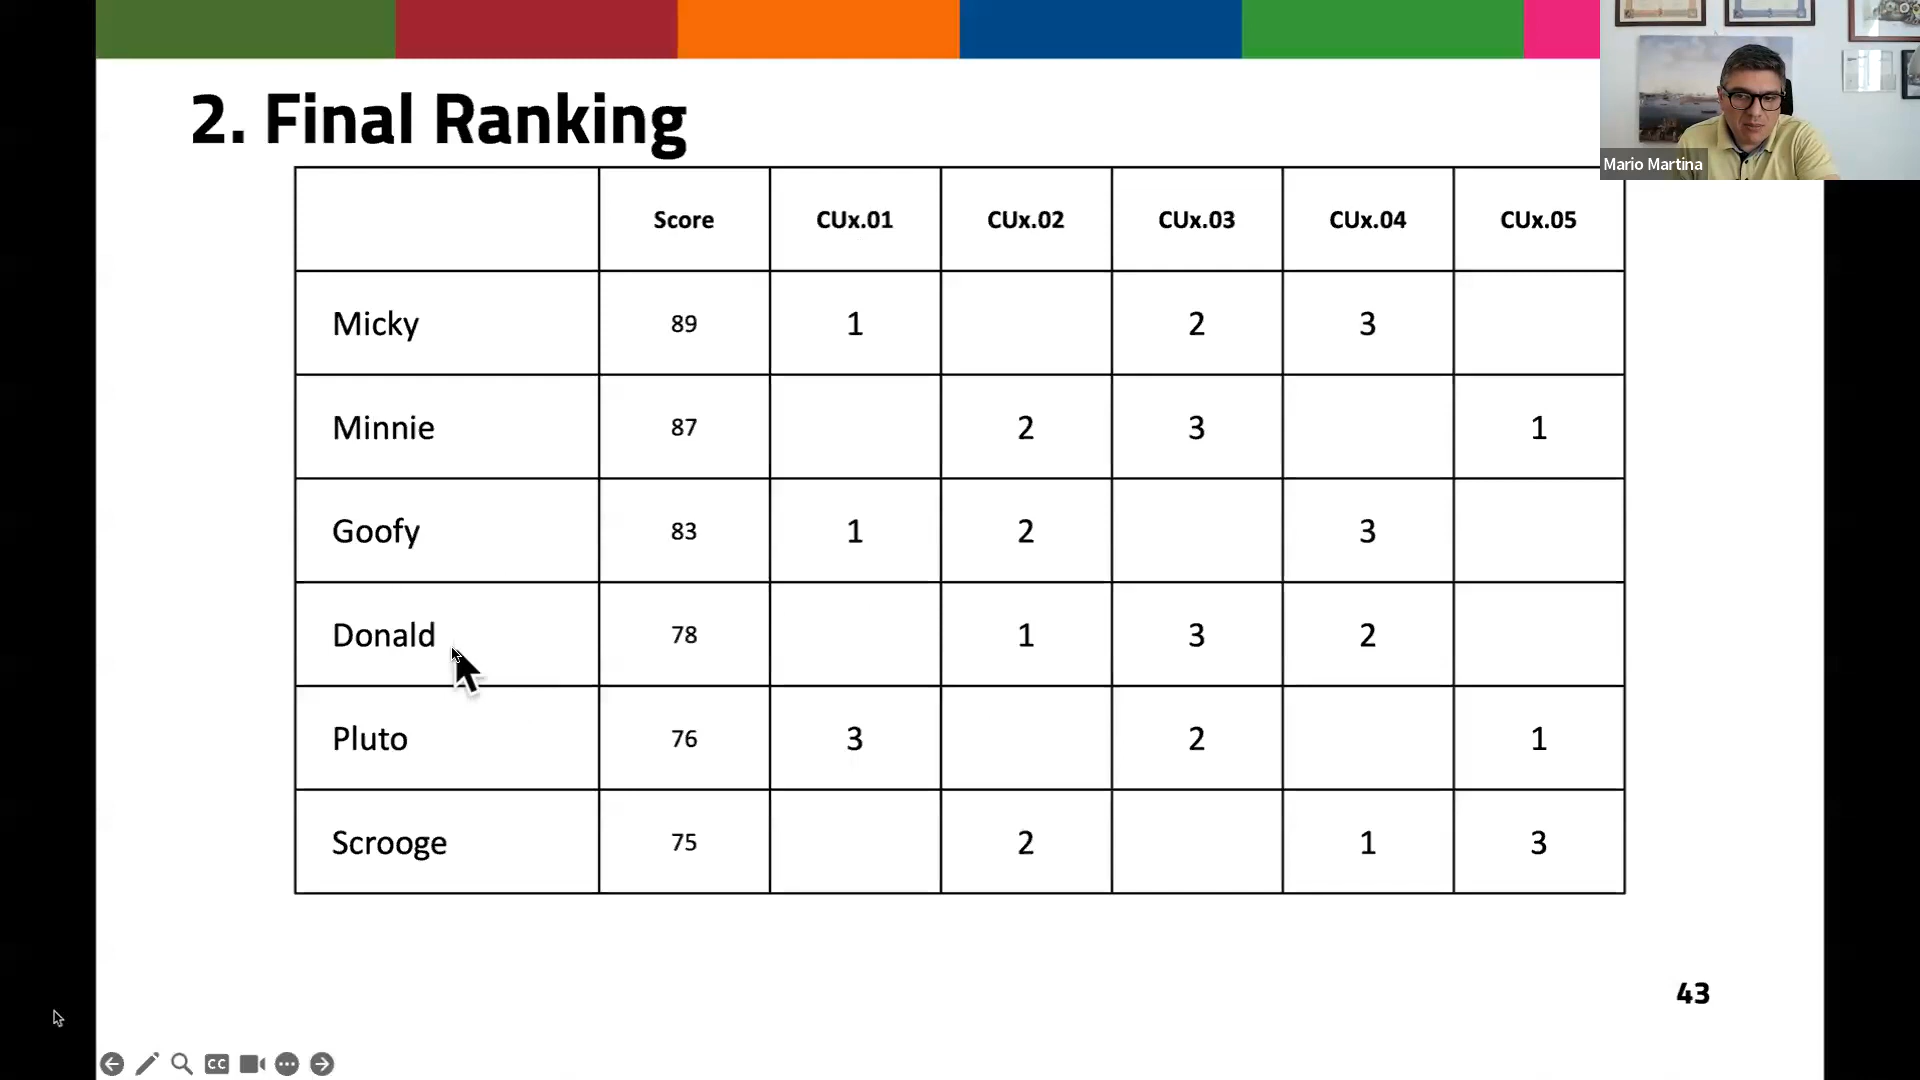 2. Final Ranking
Mario Martina
Score CUx.01 CUx.02 CUx.03 CUx.04 CUx.05
Micky 89 1 2 3
Minnie 87 2 3 1
Goofy 83 1 2 3
Donald 78 1 3 2
Pluto 76 3 2 1
Scrooge 75 2 1 3
43
CC